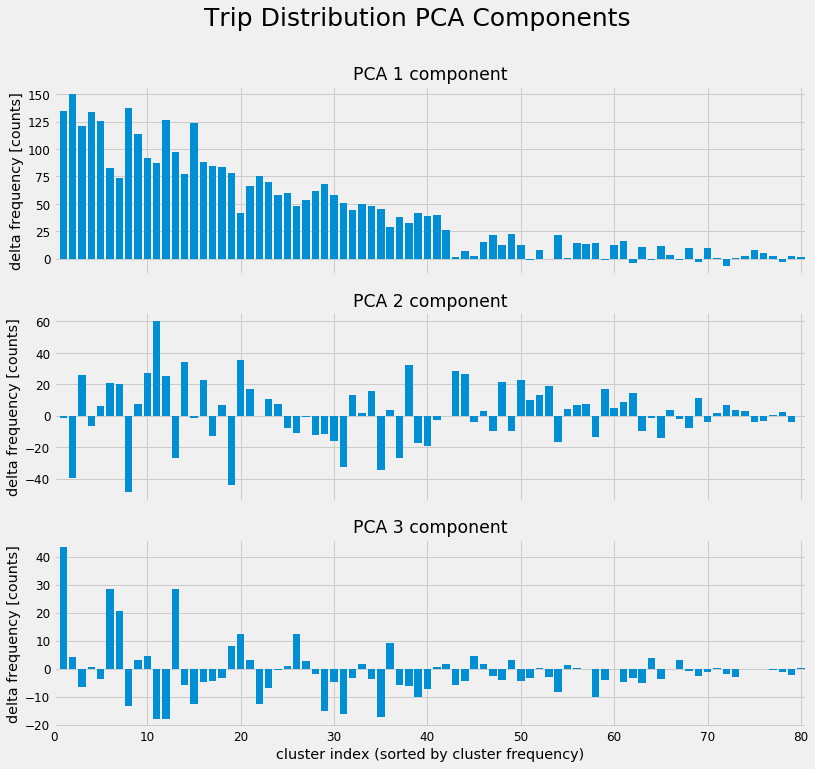 Trip Distribution PCA Components
PCA 1 component
delta frequency [counts]
150
125
100
75
50
25
0
PCA 2 component
delta frequency [counts]
60
40
20
0
−20
−40
PCA 3 component
delta frequency [counts]
40
30
20
10
0
−10
−20
0 10 20 30 40 50 60 70 80
cluster index (sorted by cluster frequency)